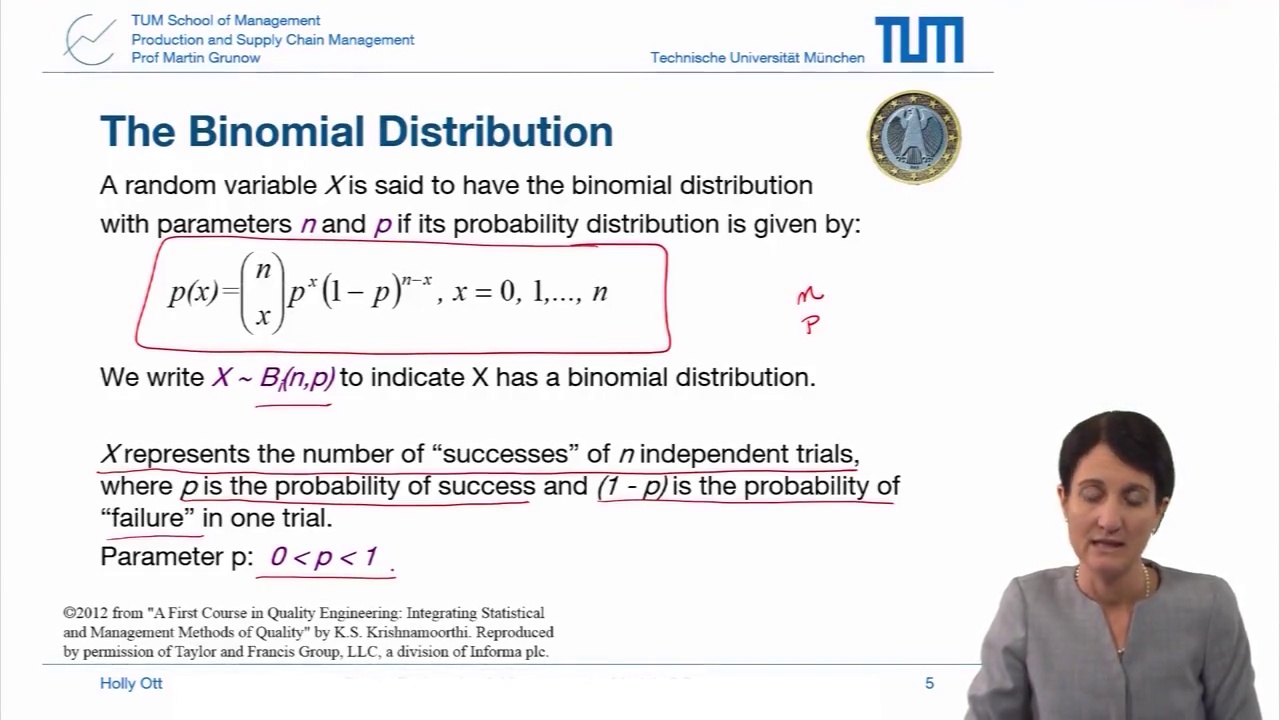 TUM School of Management
Production and Supply Chain Management
Prof Martin Grunow
Technische Universität München TUM
The Binomial Distribution
A random variable X is said to have the binomial distribution
with parameters n and p if its probability distribution is given by:
p(x)=(n x) p^x (1 − p)^n−x , x = 0, 1,..., n
n
p
We write X ~ Bi(n,p) to indicate X has a binomial distribution.
X represents the number of “successes” of n independent trials,
where p is the probability of success and (1 - p) is the probability of
“failure” in one trial.
Parameter p: 0 < p < 1
©2012 from "A First Course in Quality Engineering: Integrating Statistical
and Management Methods of Quality" by K.S. Krishnamoorthi. Reproduced
by permission of Taylor and Francis Group, LLC, a division of Informa plc.
Holly Ott 5